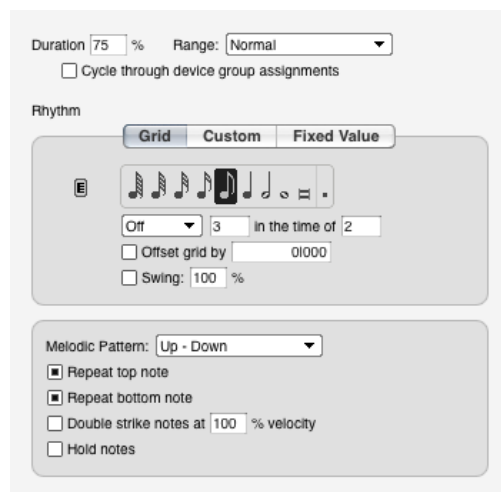 Duration 75 % Range: Normal
Cycle through device group assignments
Rhythm
Grid Custom Fixed Value
E
Off 3 in the time of 2
Offset grid by 0|000
Swing: 100 %
Melodic Pattern: Up - Down
Repeat top note
Repeat bottom note
Double strike notes at 100 % velocity
Hold notes